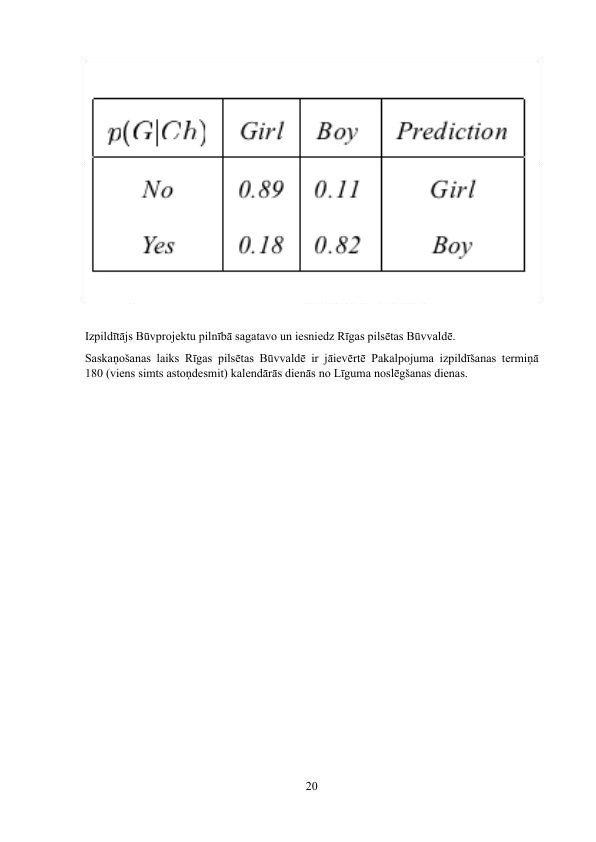 p(G|Ch) Girl Boy Prediction
No 0.89 0.11 Girl
Yes 0.18 0.82 Boy
Izpildītājs Būvprojektu pilnībā sagatavo un iesniedz Rīgas pilsētas Būvvaldē.
Saskaņošanas laiks Rīgas pilsētas Būvvaldē ir jāievērtē Pakalpojuma izpildīšanas termiņā
180 (viens simts astoņdesmit) kalendārās dienās no Līguma noslēgšanas dienas.
20